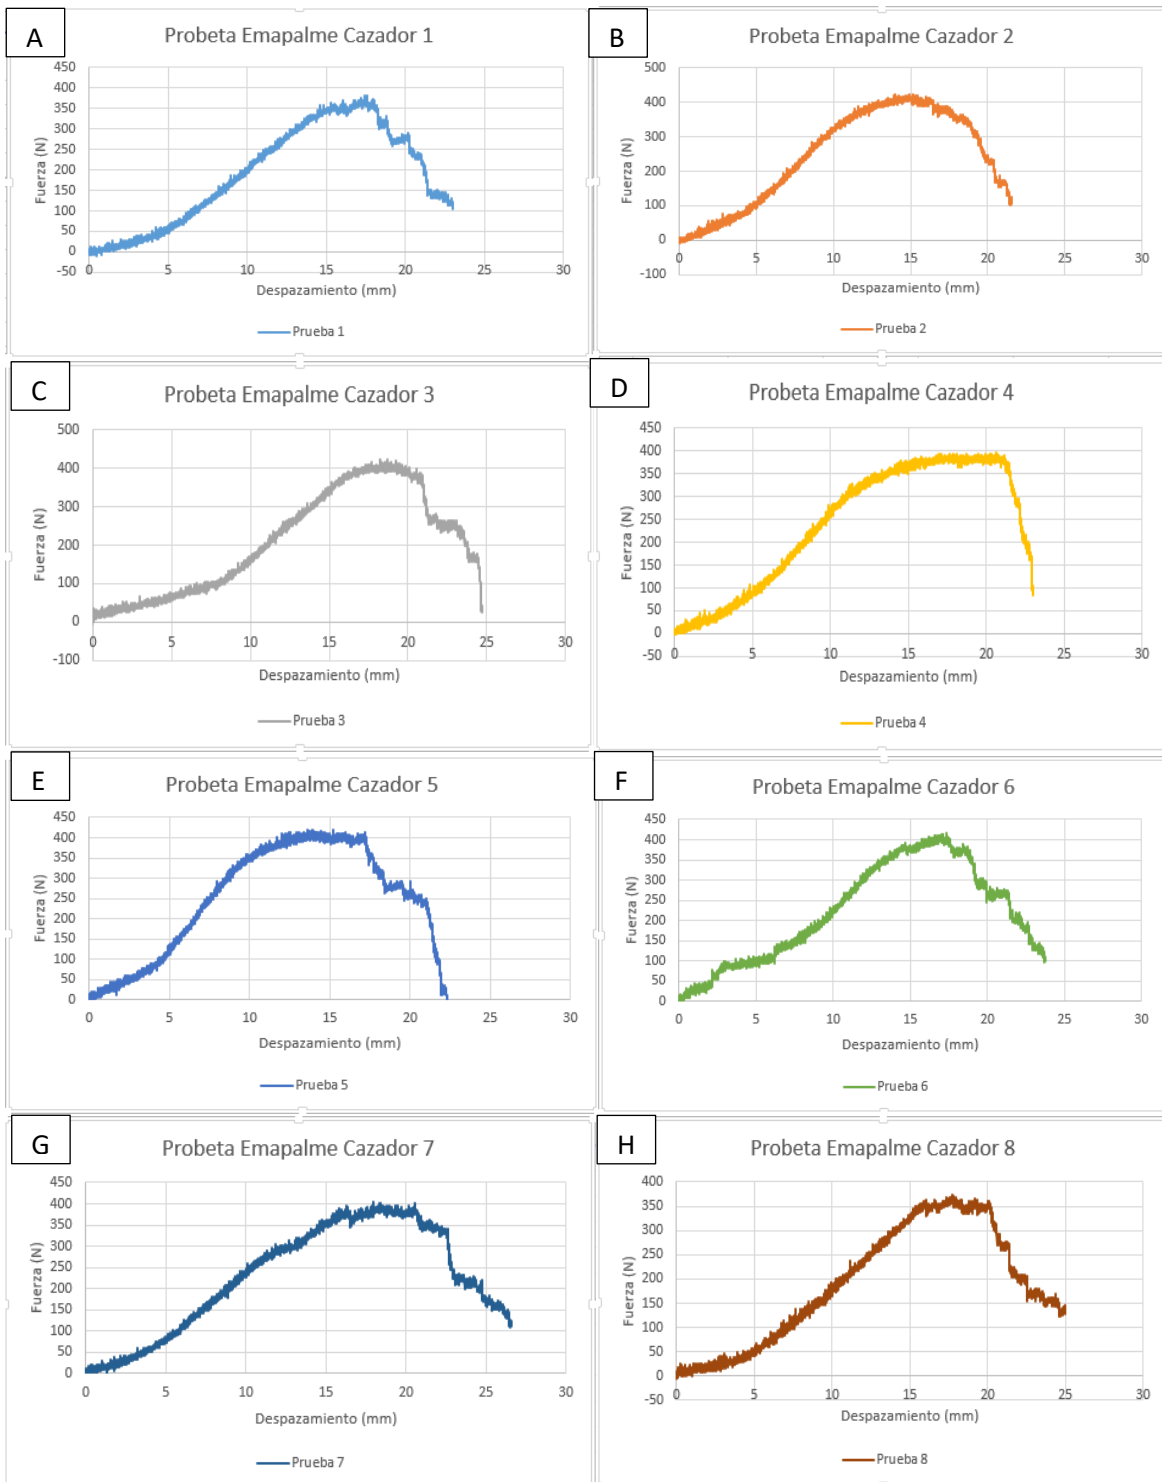 A
Probeta Emapalme Cazador 1
450
400
350
300
250
200
150
100
50
0
-50
0 5 10 15 20 25 30
Fuerza (N)
Despazamiento (mm)
Prueba 1
B
Probeta Emapalme Cazador 2
500
400
300
200
100
0
-100
0 5 10 15 20 25 30
Fuerza (N)
Despazamiento (mm)
Prueba 2
C
Probeta Emapalme Cazador 3
500
400
300
200
100
0
-100
0 5 10 15 20 25 30
Fuerza (N)
Despazamiento (mm)
Prueba 3
D
Probeta Emapalme Cazador 4
450
400
350
300
250
200
150
100
50
0
-50
0 5 10 15 20 25 30
Fuerza (N)
Despazamiento (mm)
Prueba 4
E
Probeta Emapalme Cazador 5
450
400
350
300
250
200
150
100
50
0
0 5 10 15 20 25 30
Fuerza (N)
Despazamiento (mm)
Prueba 5
F
Probeta Emapalme Cazador 6
450
400
350
300
250
200
150
100
50
0
0 5 10 15 20 25 30
Fuerza (N)
Despazamiento (mm)
Prueba 6
G
Probeta Emapalme Cazador 7
450
400
350
300
250
200
150
100
50
0
0 5 10 15 20 25 30
Fuerza (N)
Despazamiento (mm)
Prueba 7
H
Probeta Emapalme Cazador 8
400
350
300
250
200
150
100
50
0
-50
0 5 10 15 20 25 30
Fuerza (N)
Despazamiento (mm)
Prueba 8